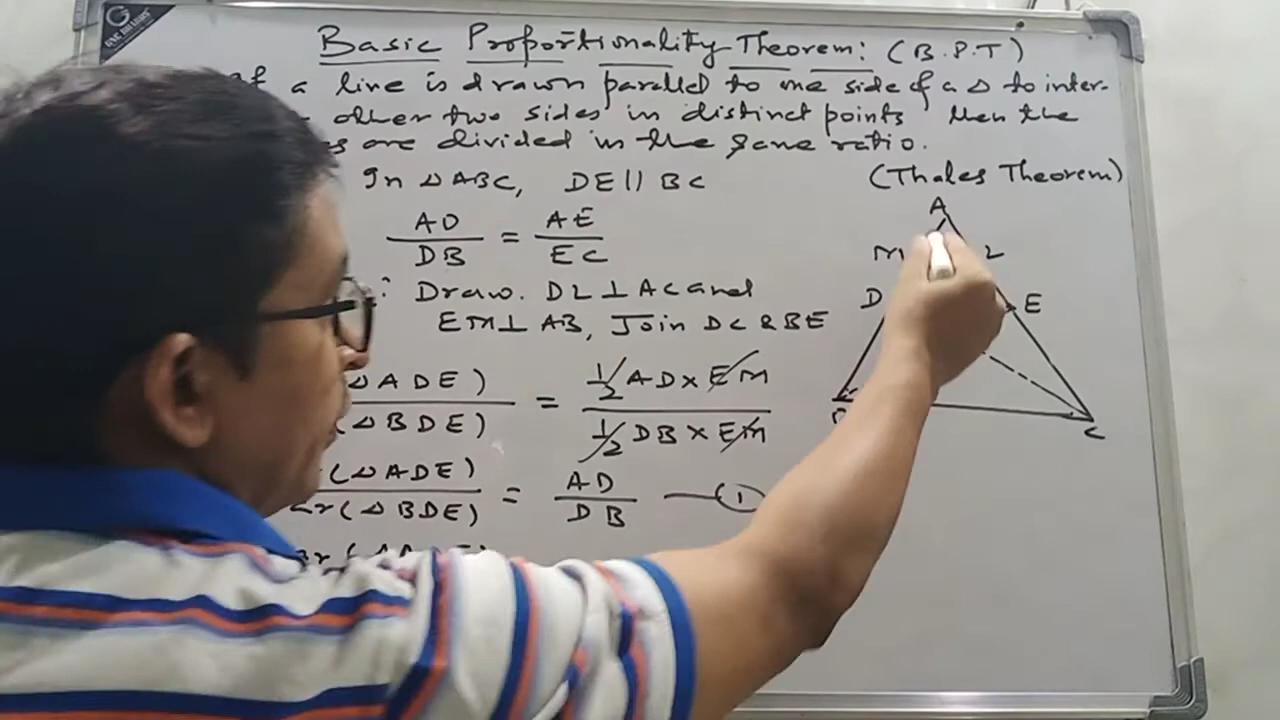 Basic Proportionality Theorem: (B.P.T)
a line is drawn parallel to one side of a Δ to inter-
other two sides in distinct points then the
are divided in the same ratio.
In ΔABC, DE || BC
(Thales Theorem)
AD/DB = AE/EC
Draw. DL ⊥ AC and
EM ⊥ AB, Join DC & BE
ΔADE) / (ΔBDE) = 1/2 AD × EM / 1/2 DB × EM
(ΔADE) / ar(ΔBDE) = AD/DB — 1
A
M
L
D
E
C